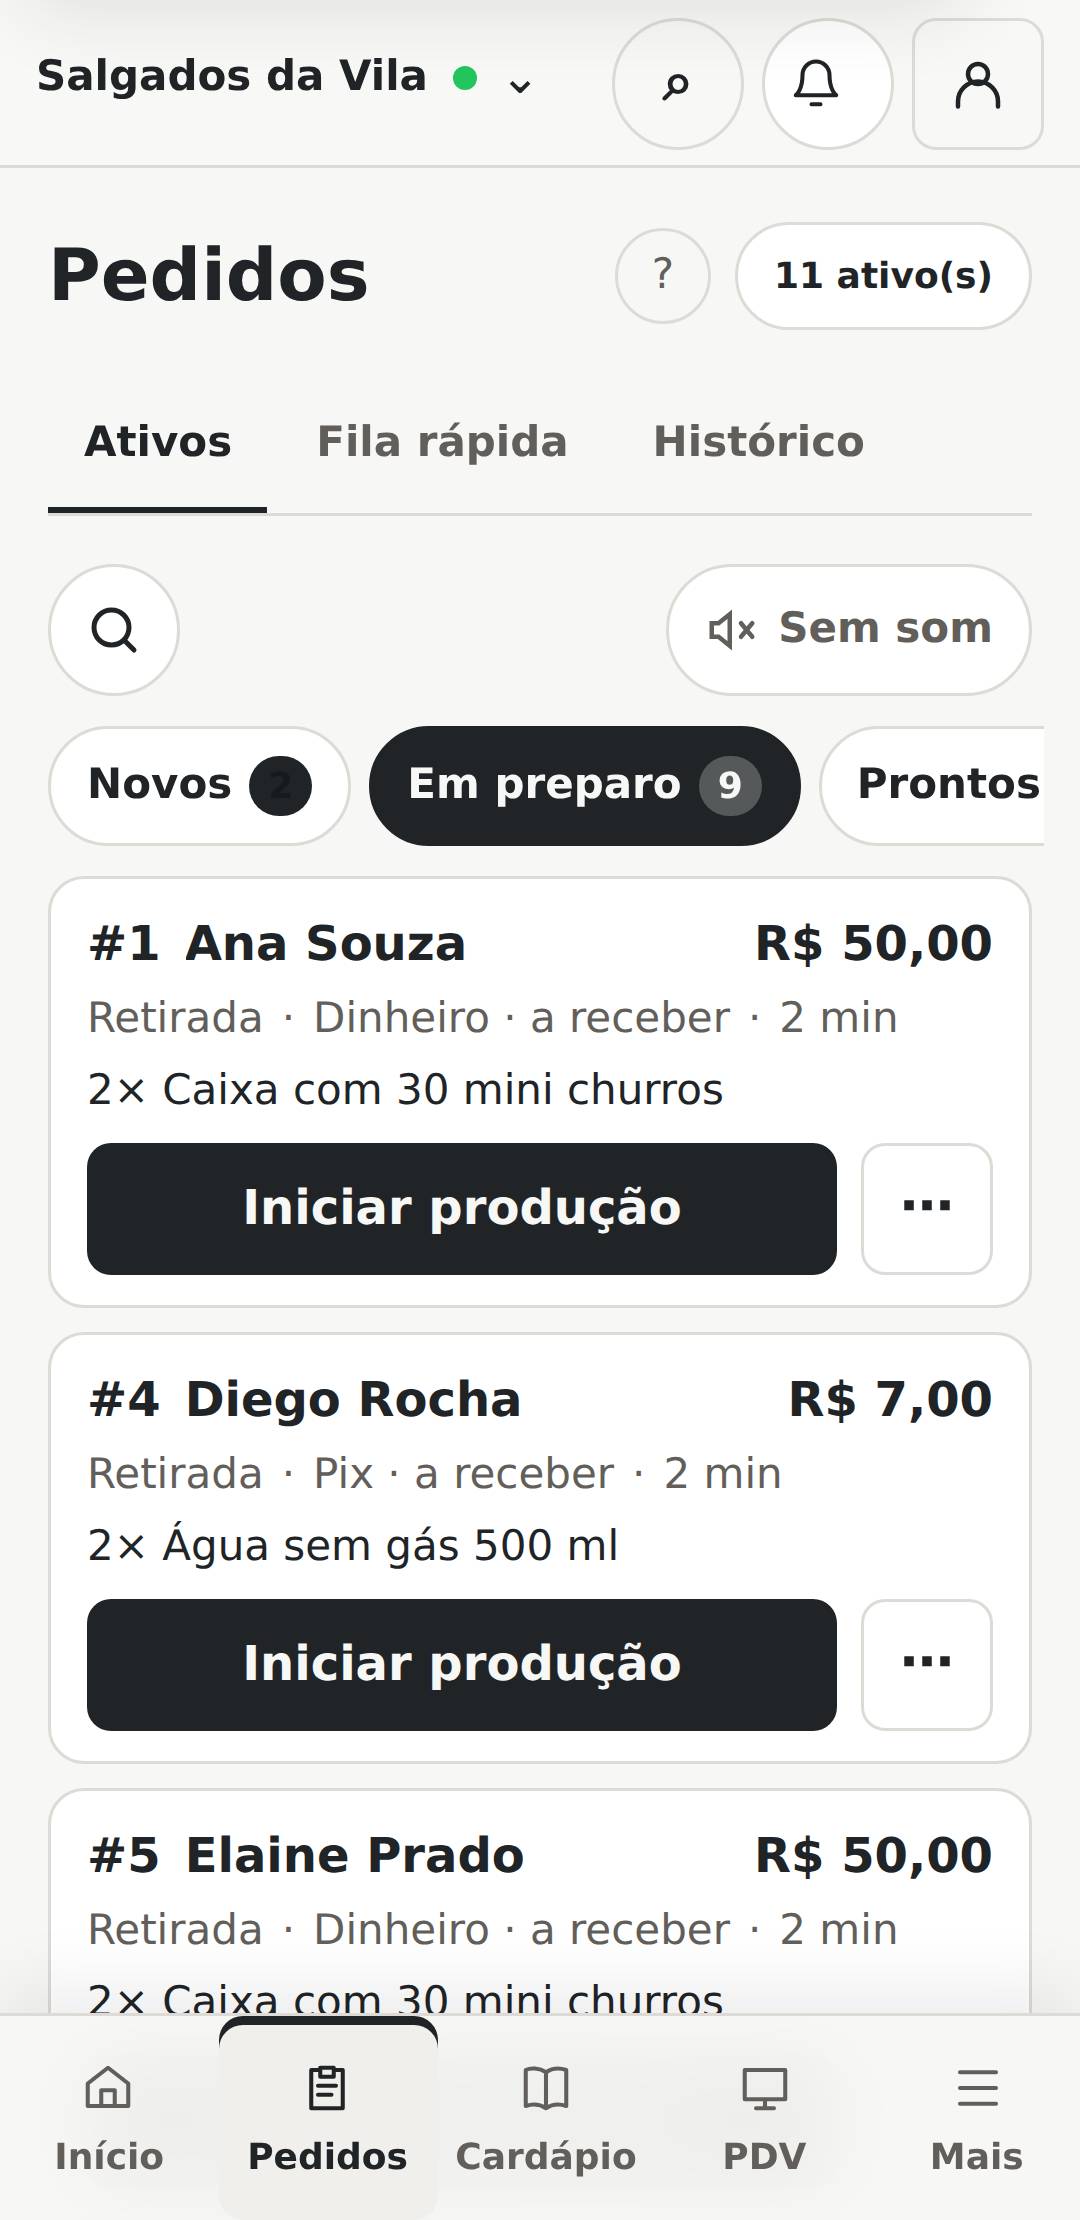 Salgados da Vila
Pedidos
?
11 ativo(s)
Ativos
Fila rápida
Histórico
Sem som
Novos 2
Em preparo 9
Prontos
#1 Ana Souza R$ 50,00
Retirada · Dinheiro · a receber · 2 min
2× Caixa com 30 mini churros
Iniciar produção
...
#4 Diego Rocha R$ 7,00
Retirada · Pix · a receber · 2 min
2× Água sem gás 500 ml
Iniciar produção
...
#5 Elaine Prado R$ 50,00
Retirada · Dinheiro · a receber · 2 min
2× Caixa com 30 mini churros
Início
Pedidos
Cardápio
PDV
Mais